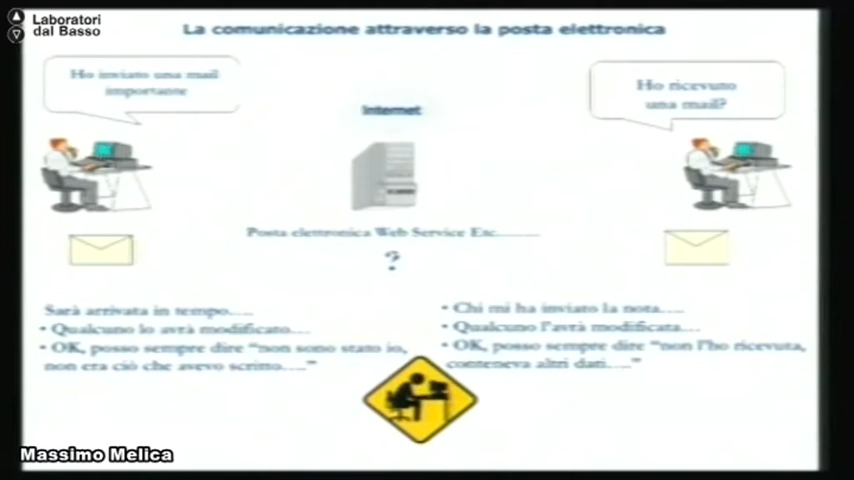 Laboratori
dal Basso
La comunicazione attraverso la posta elettronica
Ho inviato una mail
importante
Ho ricevuto
una mail?
Internet
Posta elettronica Web Service Etc.........
?
Sarà arrivata in tempo....
• Qualcuno lo avrà modificato...
• OK, posso sempre dire "non sono stato io,
non era ciò che avevo scritto...."
• Chi mi ha inviato la nota....
• Qualcuno l'avrà modificata...
• OK, posso sempre dire "non l'ho ricevuta,
conteneva altri dati....."
Massimo Melica